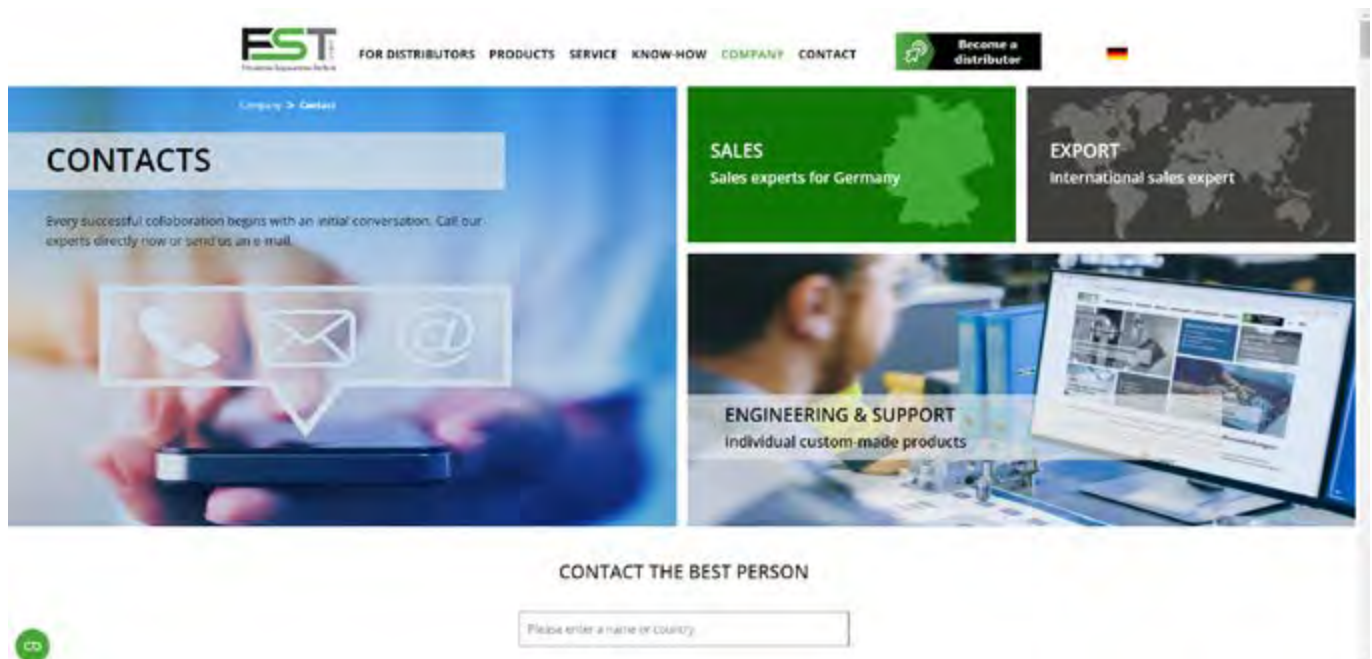 FST
FOR DISTRIBUTORS PRODUCTS SERVICE KNOW-HOW COMPANY CONTACT
Become a
distributor
Company > Contact
CONTACTS
Every successful collaboration begins with an initial conversation. Call our
experts directly now or send us an e-mail.
SALES
Sales experts for Germany
EXPORT
International sales expert
ENGINEERING & SUPPORT
Individual custom-made products
CONTACT THE BEST PERSON
Please enter a name or country